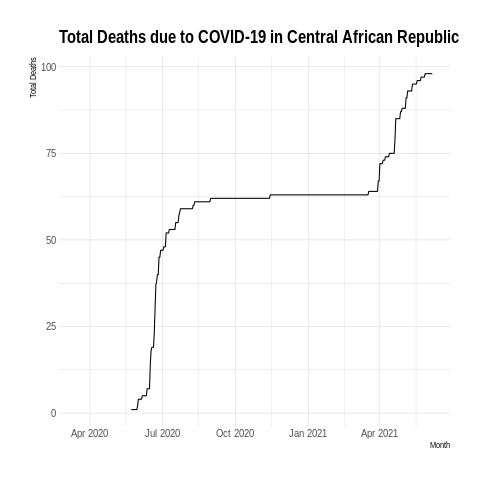 Total Deaths due to COVID-19 in Central African Republic
Total Deaths
100
75
50
25
0
Apr 2020 Jul 2020 Oct 2020 Jan 2021 Apr 2021
Month